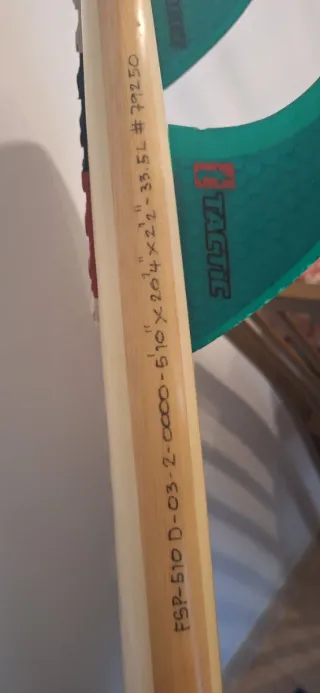 FSP-510 D-03-2-0000-5'10" X 20¼" X 2½" - 33.5L # 79250
TACTIC